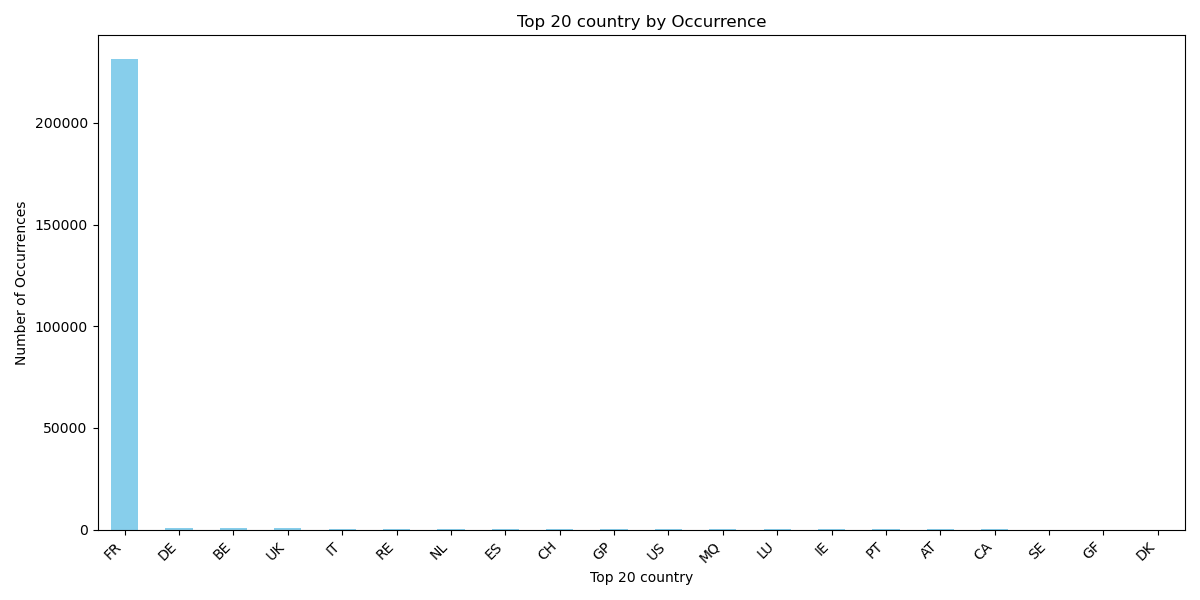 Top 20 country by Occurrence
Number of Occurrences
200000
150000
100000
50000
0
FR DE BE UK IT RE NL ES CH GP US MQ LU IE PT AT CA SE GF DK
Top 20 country